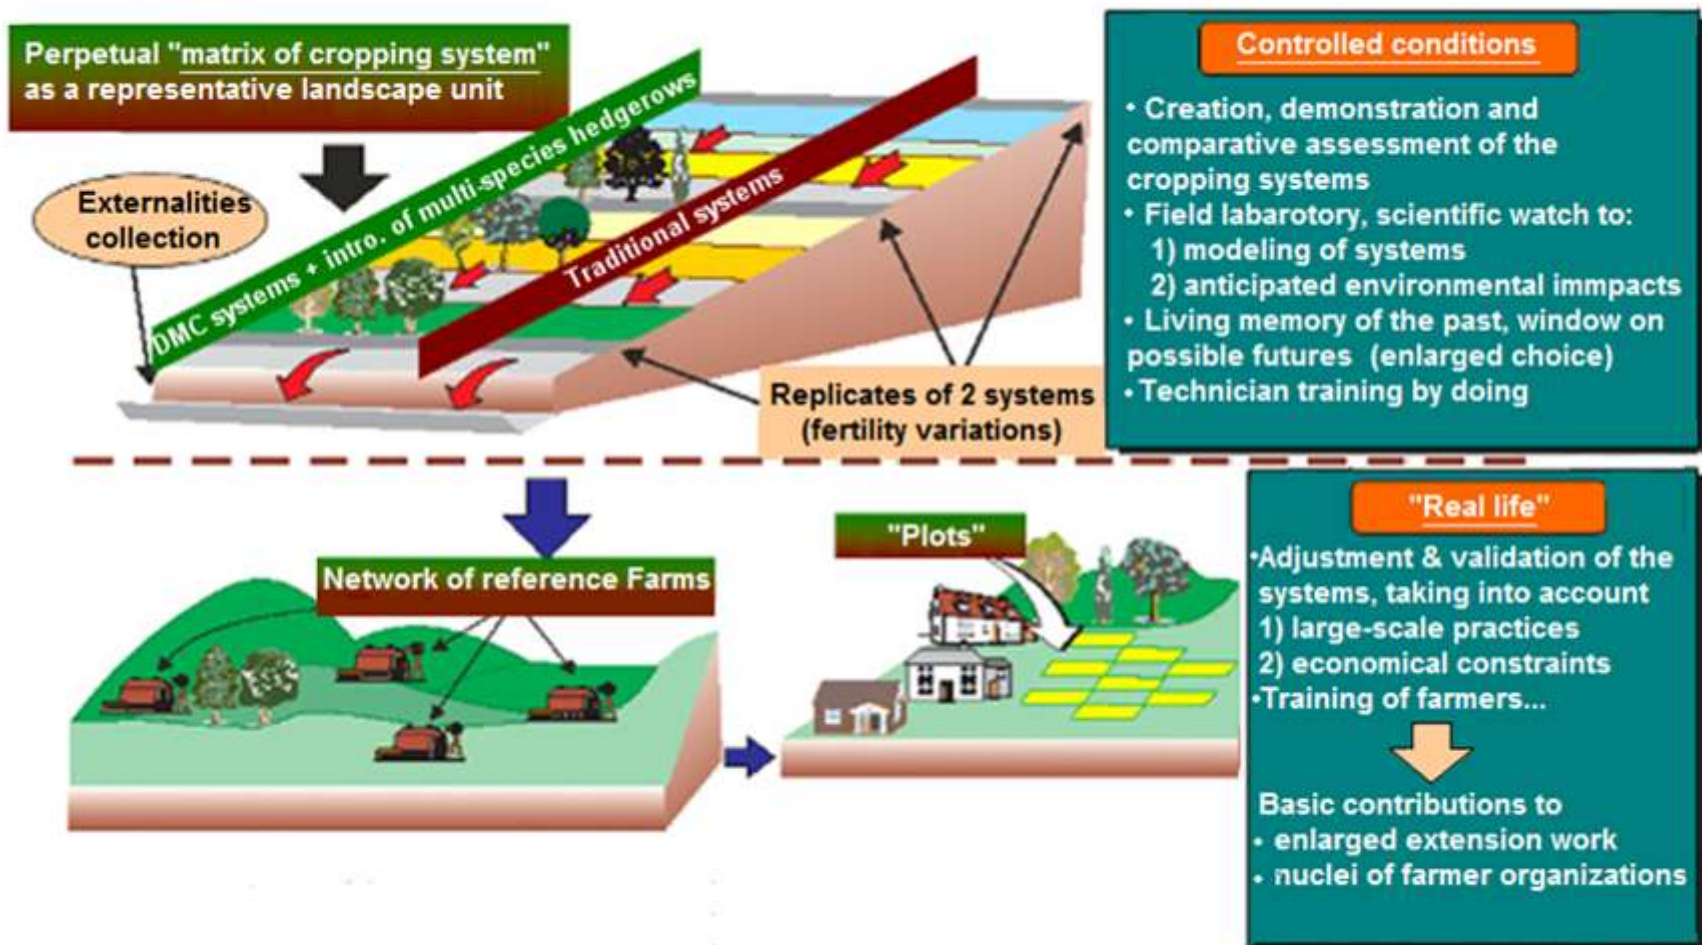 Perpetual "matrix of cropping system"
as a representative landscape unit
Externalities
collection
DMC systems + intro. of multi-species hedgerows
Traditional systems
Replicates of 2 systems
(fertility variations)
Controlled conditions
• Creation, demonstration and
comparative assessment of the
cropping systems
• Field labarotory, scientific watch to:
1) modeling of systems
2) anticipated environmental immpacts
• Living memory of the past, window on
possible futures (enlarged choice)
• Technician training by doing
Network of reference Farms
"Plots"
"Real life"
•Adjustment & validation of the
systems, taking into account
1) large-scale practices
2) economical constraints
•Training of farmers...
Basic contributions to
• enlarged extension work
• nuclei of farmer organizations